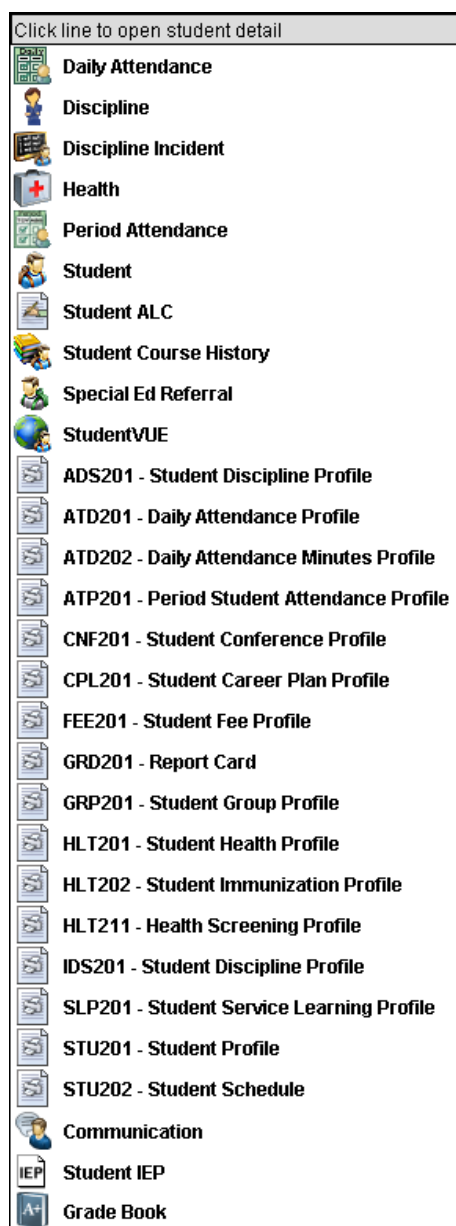 Click line to open student detail
Daily Attendance
Discipline
Discipline Incident
Health
Period Attendance
Student
Student ALC
Student Course History
Special Ed Referral
StudentVUE
ADS201 - Student Discipline Profile
ATD201 - Daily Attendance Profile
ATD202 - Daily Attendance Minutes Profile
ATP201 - Period Student Attendance Profile
CNF201 - Student Conference Profile
CPL201 - Student Career Plan Profile
FEE201 - Student Fee Profile
GRD201 - Report Card
GRP201 - Student Group Profile
HLT201 - Student Health Profile
HLT202 - Student Immunization Profile
HLT211 - Health Screening Profile
IDS201 - Student Discipline Profile
SLP201 - Student Service Learning Profile
STU201 - Student Profile
STU202 - Student Schedule
Communication
IEP Student IEP
A+ Grade Book